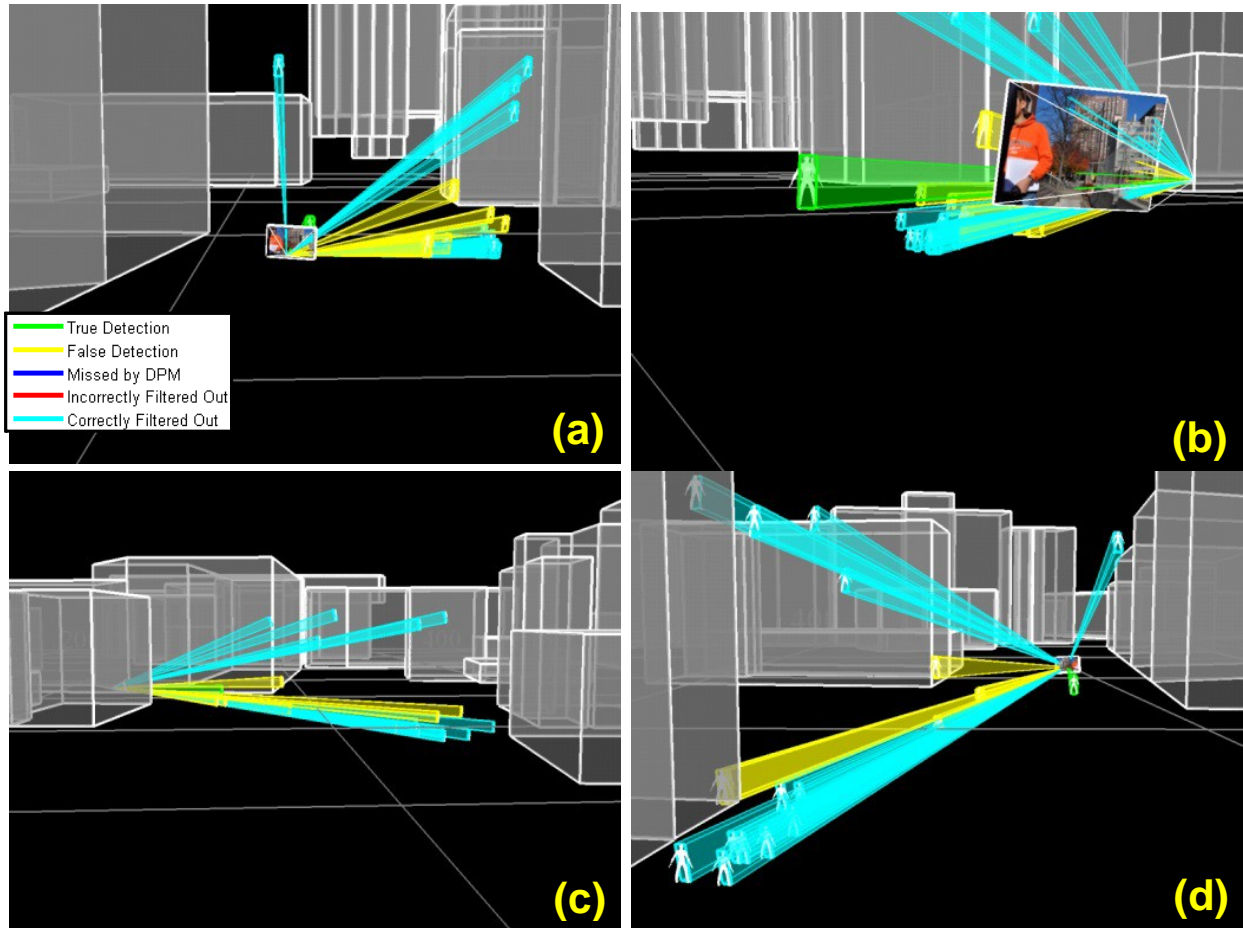 True Detection
False Detection
Missed by DPM
Incorrectly Filtered Out
Correctly Filtered Out
(a)
(b)
(c)
(d)